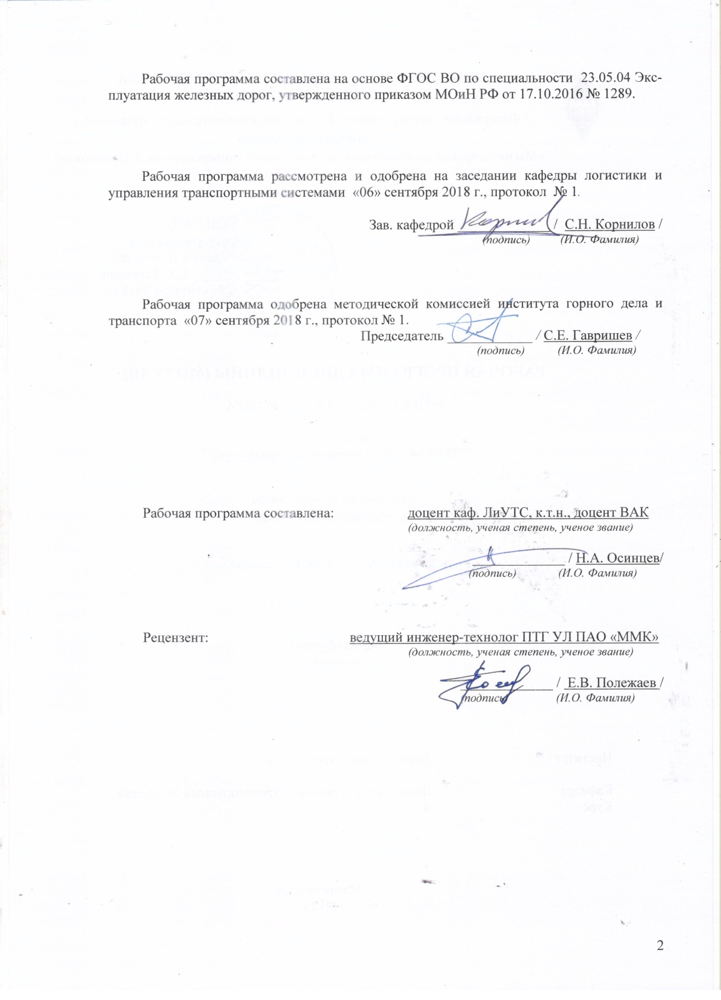 Рабочая программа составлена на основе ФГОС ВО по специальности 23.05.04 Экс-
плуатация железных дорог, утвержденного приказом МОиН РФ от 17.10.2016 № 1289.
Рабочая программа рассмотрена и одобрена на заседании кафедры логистики и
управления транспортными системами «06» сентября 2018 г., протокол № 1.
Зав. кафедрой ______________/ С.Н. Корнилов /
(подпись) (И.О. Фамилия)
Рабочая программа одобрена методической комиссией института горного дела и
транспорта «07» сентября 2018 г., протокол № 1.
Председатель ____________ / С.Е. Гавришев /
(подпись) (И.О. Фамилия)
Рабочая программа составлена: доцент каф. ЛиУТС, к.т.н., доцент ВАК
(должность, ученая степень, ученое звание)
_____________ / Н.А. Осинцев/
(подпись) (И.О. Фамилия)
Рецензент: ведущий инженер-технолог ПТГ УЛ ПАО «ММК»
(должность, ученая степень, ученое звание)
_____________ / Е.В. Полежаев /
(подпись) (И.О. Фамилия)
2